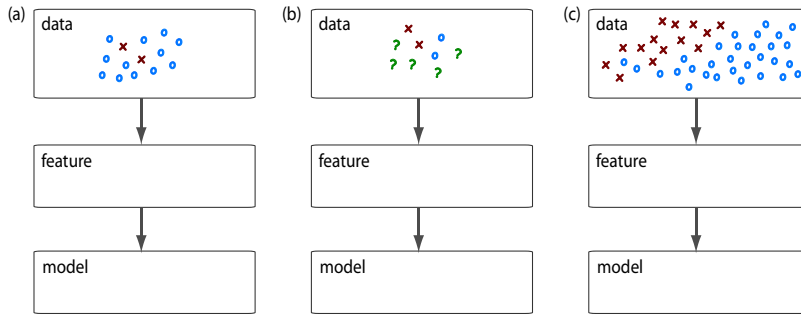 (a) data
feature
model
(b) data
? ? ? ? ?
feature
model
(c) data
feature
model